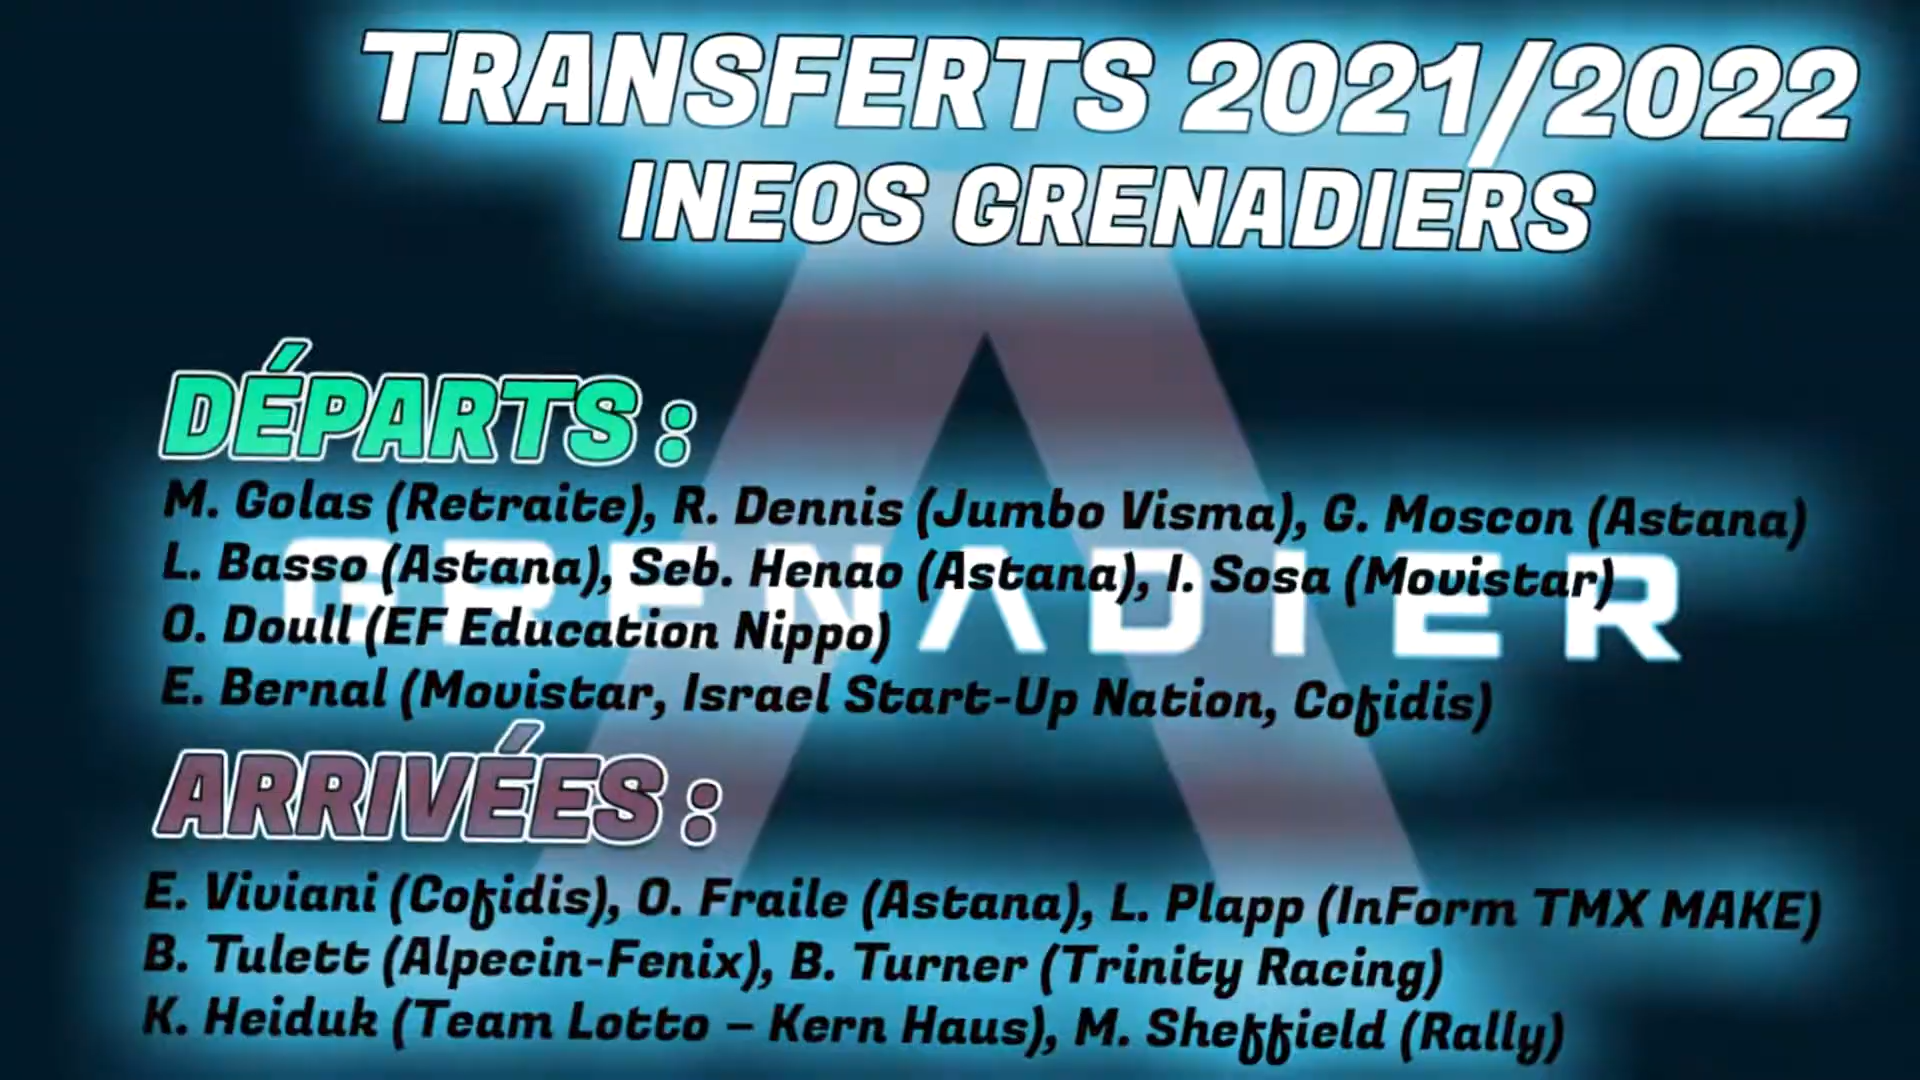 TRANSFERTS 2021/2022
INEOS GRENADIERS
DÉPARTS :
M. Golas (Retraite), R. Dennis (Jumbo Visma), G. Moscon (Astana)
L. Basso (Astana), Seb. Henao (Astana), I. Sosa (Movistar)
GRENADIER
O. Doull (EF Education Nippo)
E. Bernal (Movistar, Israel Start-Up Nation, Cofidis)
ARRIVÉES :
E. Viviani (Cofidis), O. Fraile (Astana), L. Plapp (InForm TMX MAKE)
B. Tulett (Alpecin-Fenix), B. Turner (Trinity Racing)
K. Heiduk (Team Lotto – Kern Haus), M. Sheffield (Rally)